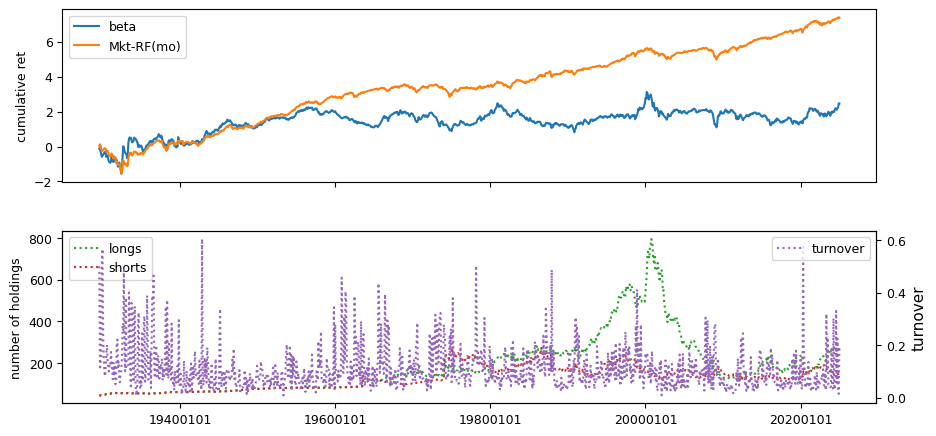 beta
Mkt-RF(mo)
cumulative ret
6
4
2
0
−2
longs
shorts
turnover
number of holdings
800
600
400
200
0.6
0.4
0.2
0.0
turnover
19400101
19600101
19800101
20000101
20200101